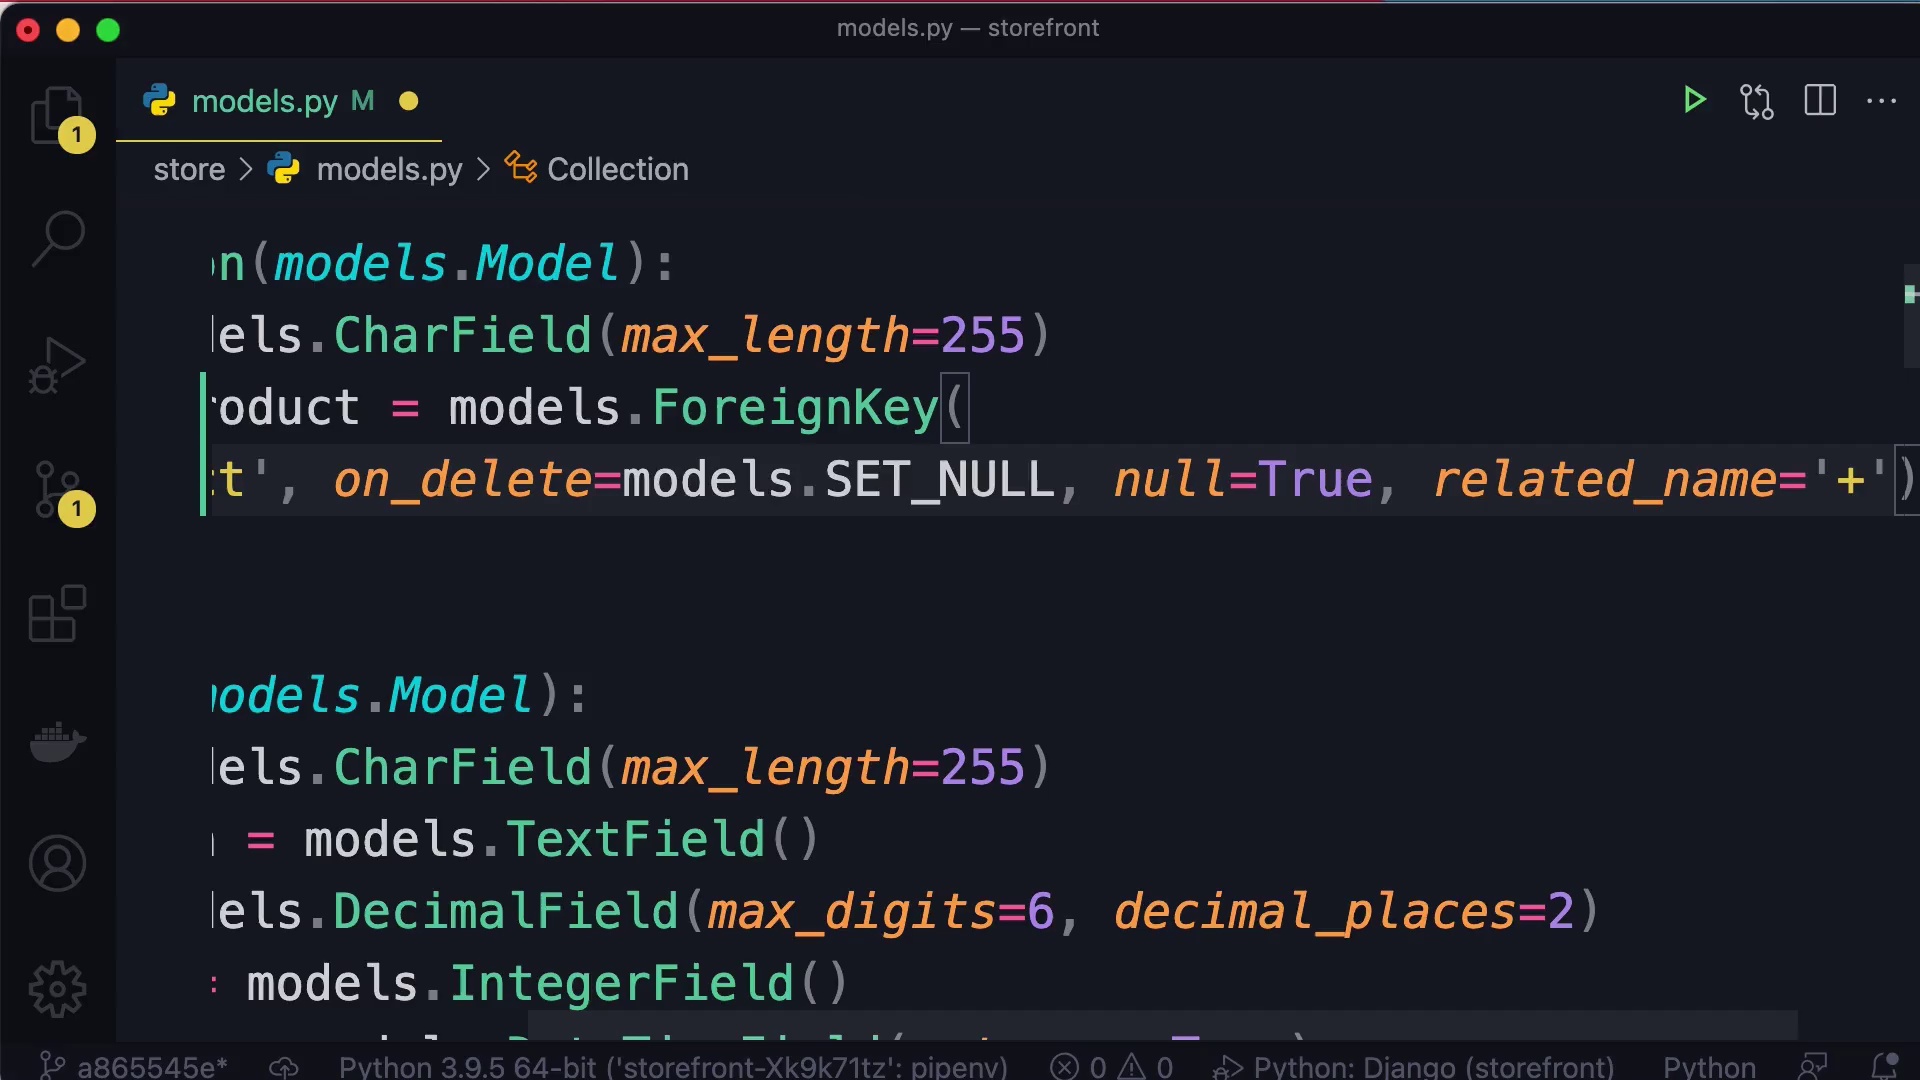 models.py — storefront
models.py M
1
store > models.py > Collection
n(models.Model):
els.CharField(max_length=255)
oduct = models.ForeignKey(
t', on_delete=models.SET_NULL, null=True, related_name='+')
1
odels.Model):
els.CharField(max_length=255)
= models.TextField()
els.DecimalField(max_digits=6, decimal_places=2)
= models.IntegerField()
a865545e* Python 3.9.5 64-bit ('storefront-Xk9k71tz': pipenv) 0 0 Python: Django (storefront) Python